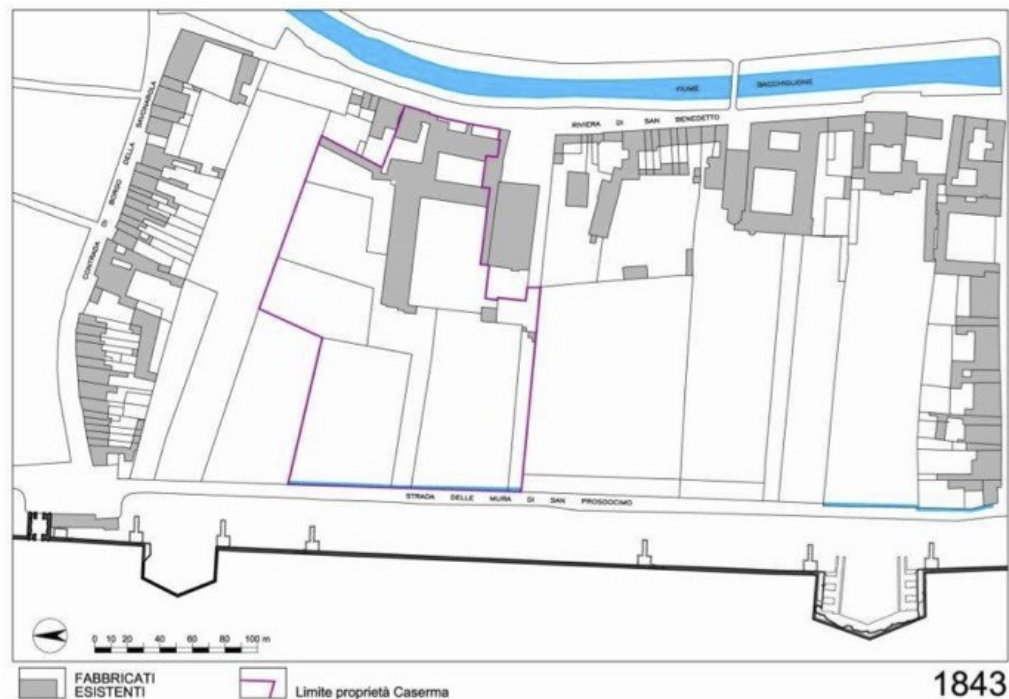 FIUME BACCHIGLIONE
RIVIERA DI SAN BENEDETTO
CONTRADA DI BORGO DELLA SAVONAROLA
STRADA DELLE MURA DI SAN PROSDOCIMO
0 10 20 40 60 80 100 m
FABBRICATI
ESISTENTI
Limite proprietà Caserma
1843